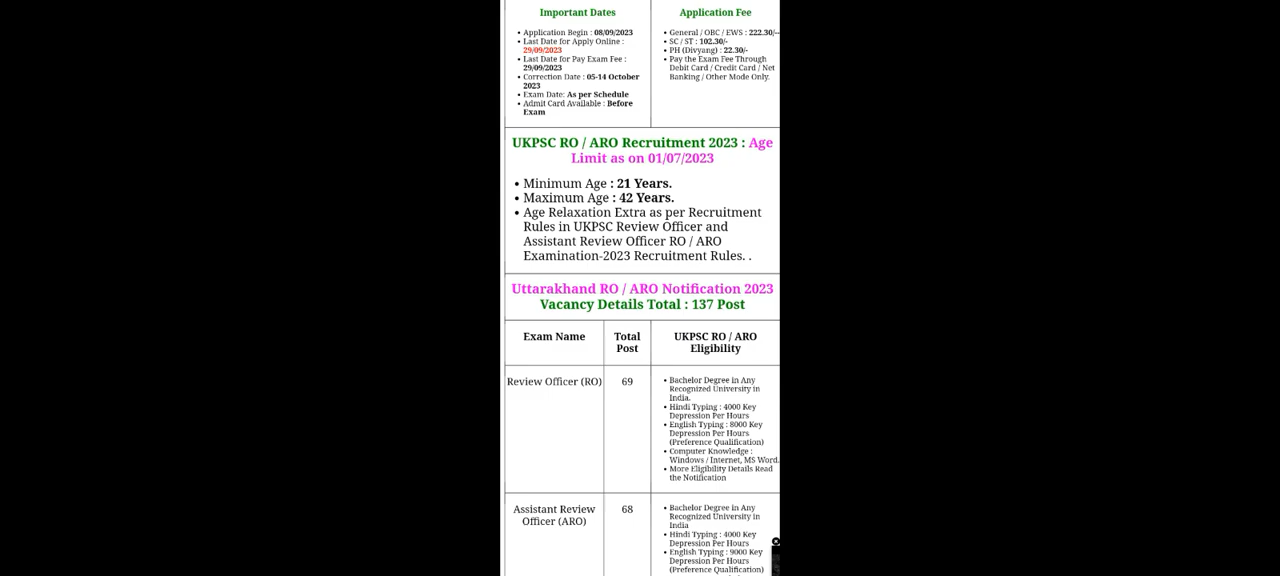 Important Dates
• Application Begin : 08/09/2023
• Last Date for Apply Online :
29/09/2023
• Last Date for Pay Exam Fee :
29/09/2023
• Correction Date : 05-14 October
2023
• Exam Date: As per Schedule
• Admit Card Available : Before
Exam
Application Fee
• General / OBC / EWS : 222.30/-
• SC / ST : 102.30/-
• PH (Divyang) : 22.30/-
• Pay the Exam Fee Through
Debit Card / Credit Card / Net
Banking / Other Mode Only.
UKPSC RO / ARO Recruitment 2023 : Age
Limit as on 01/07/2023
• Minimum Age : 21 Years.
• Maximum Age : 42 Years.
• Age Relaxation Extra as per Recruitment
Rules in UKPSC Review Officer and
Assistant Review Officer RO / ARO
Examination-2023 Recruitment Rules. .
Uttarakhand RO / ARO Notification 2023
Vacancy Details Total : 137 Post
Exam Name
Total
Post
UKPSC RO / ARO
Eligibility
Review Officer (RO)
69
• Bachelor Degree in Any
Recognized University in
India.
• Hindi Typing : 4000 Key
Depression Per Hours
• English Typing : 8000 Key
Depression Per Hours
(Preference Qualification)
• Computer Knowledge :
Windows / Internet, MS Word.
• More Eligibility Details Read
the Notification
Assistant Review
Officer (ARO)
68
• Bachelor Degree in Any
Recognized University in
India
• Hindi Typing : 4000 Key
Depression Per Hours
• English Typing : 9000 Key
Depression Per Hours
(Preference Qualification)